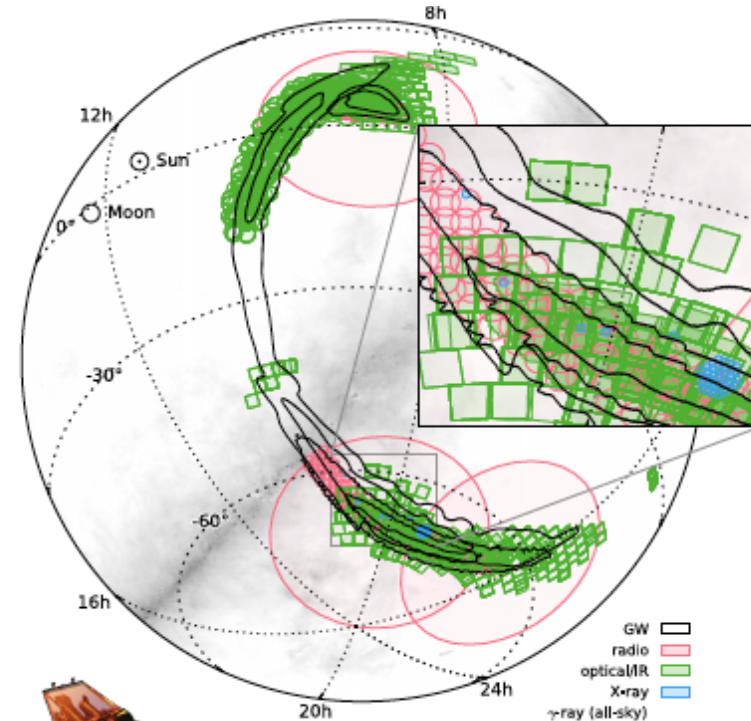 8h
12h
Sun
Moon
0°
-30°
-60°
16h
20h
24h
GW
radio
optical/IR
X-ray
γ-ray (all-sky)